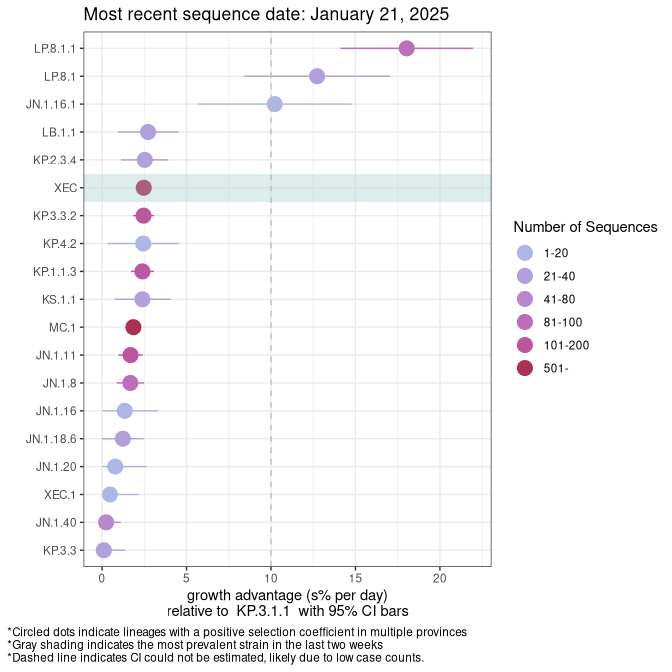 Most recent sequence date: January 21, 2025
LP.8.1.1
LP.8.1
JN.1.16.1
LB.1.1
KP.2.3.4
XEC
KP.3.3.2
KP.4.2
KP.1.1.3
KS.1.1
MC.1
JN.1.11
JN.1.8
JN.1.16
JN.1.18.6
JN.1.20
XEC.1
JN.1.40
KP.3.3
0 5 10 15 20
growth advantage (s% per day)
relative to KP.3.1.1 with 95% CI bars
Number of Sequences
1-20
21-40
41-80
81-100
101-200
501-
*Circled dots indicate lineages with a positive selection coefficient in multiple provinces
*Gray shading indicates the most prevalent strain in the last two weeks
*Dashed line indicates CI could not be estimated, likely due to low case counts.